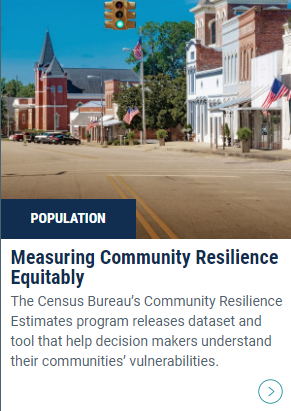 POPULATION
Measuring Community Resilience
Equitably
The Census Bureau's Community Resilience
Estimates program releases dataset and
tool that help decision makers understand
their communities’ vulnerabilities.